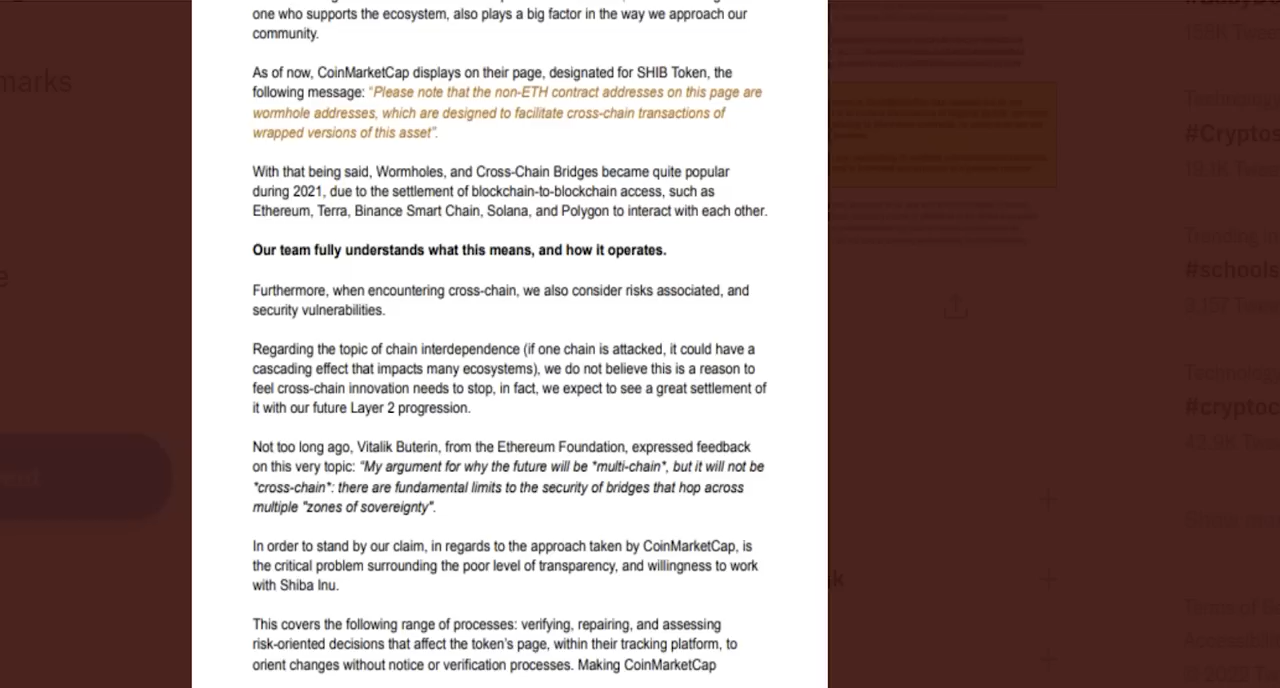 one who supports the ecosystem, also plays a big factor in the way we approach our
community.
As of now, CoinMarketCap displays on their page, designated for SHIB Token, the
following message: “Please note that the non-ETH contract addresses on this page are
wormhole addresses, which are designed to facilitate cross-chain transactions of
wrapped versions of this asset”.
With that being said, Wormholes, and Cross-Chain Bridges became quite popular
during 2021, due to the settlement of blockchain-to-blockchain access, such as
Ethereum, Terra, Binance Smart Chain, Solana, and Polygon to interact with each other.
Our team fully understands what this means, and how it operates.
Furthermore, when encountering cross-chain, we also consider risks associated, and
security vulnerabilities.
Regarding the topic of chain interdependence (if one chain is attacked, it could have a
cascading effect that impacts many ecosystems), we do not believe this is a reason to
feel cross-chain innovation needs to stop, in fact, we expect to see a great settlement of
it with our future Layer 2 progression.
Not too long ago, Vitalik Buterin, from the Ethereum Foundation, expressed feedback
on this very topic: “My argument for why the future will be *multi-chain*, but it will not be
*cross-chain*: there are fundamental limits to the security of bridges that hop across
multiple "zones of sovereignty”.
In order to stand by our claim, in regards to the approach taken by CoinMarketCap, is
the critical problem surrounding the poor level of transparency, and willingness to work
with Shiba Inu.
This covers the following range of processes: verifying, repairing, and assessing
risk-oriented decisions that affect the token's page, within their tracking platform, to
orient changes without notice or verification processes. Making CoinMarketCap
marks
#Cryptos
Trending in
#schools
2,157
#cryptoc